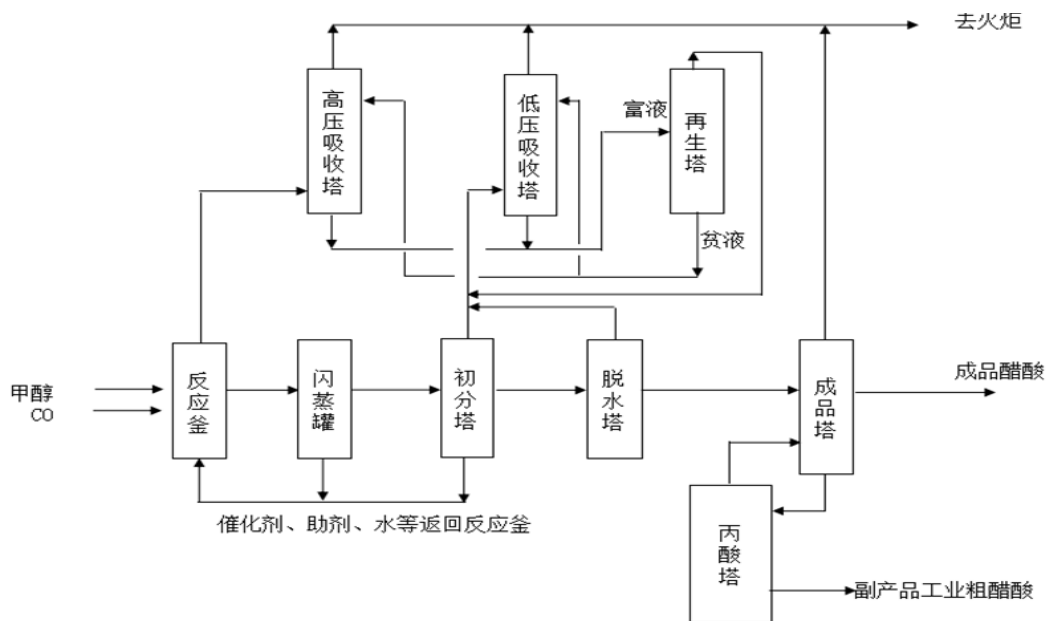 去火炬
高压吸收塔
低压吸收塔
富液
再生塔
贫液
甲醇
CO
反应釜
闪蒸罐
初分塔
脱水塔
成品塔
成品醋酸
催化剂、助剂、水等返回反应釜
丙酸塔
副产品工业粗醋酸